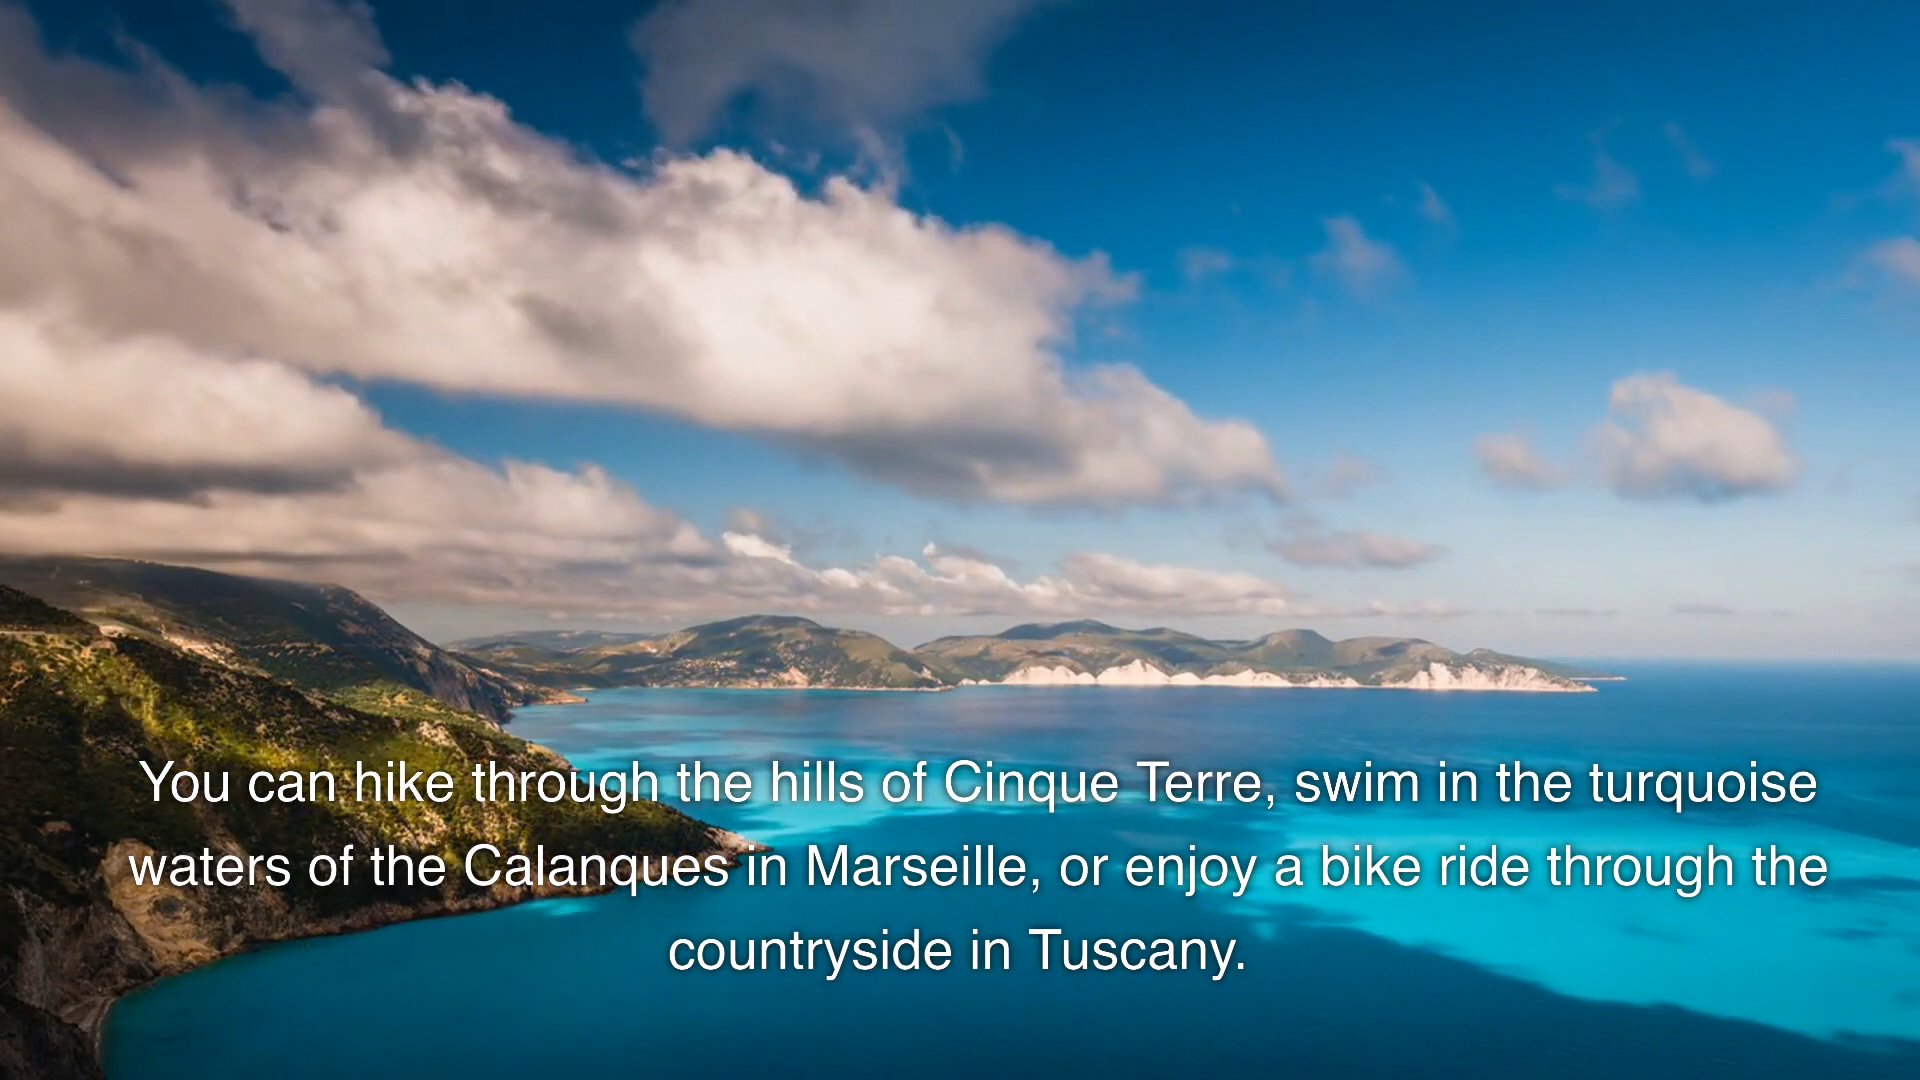 You can hike through the hills of Cinque Terre, swim in the turquoise
waters of the Calanques in Marseille, or enjoy a bike ride through the
countryside in Tuscany.